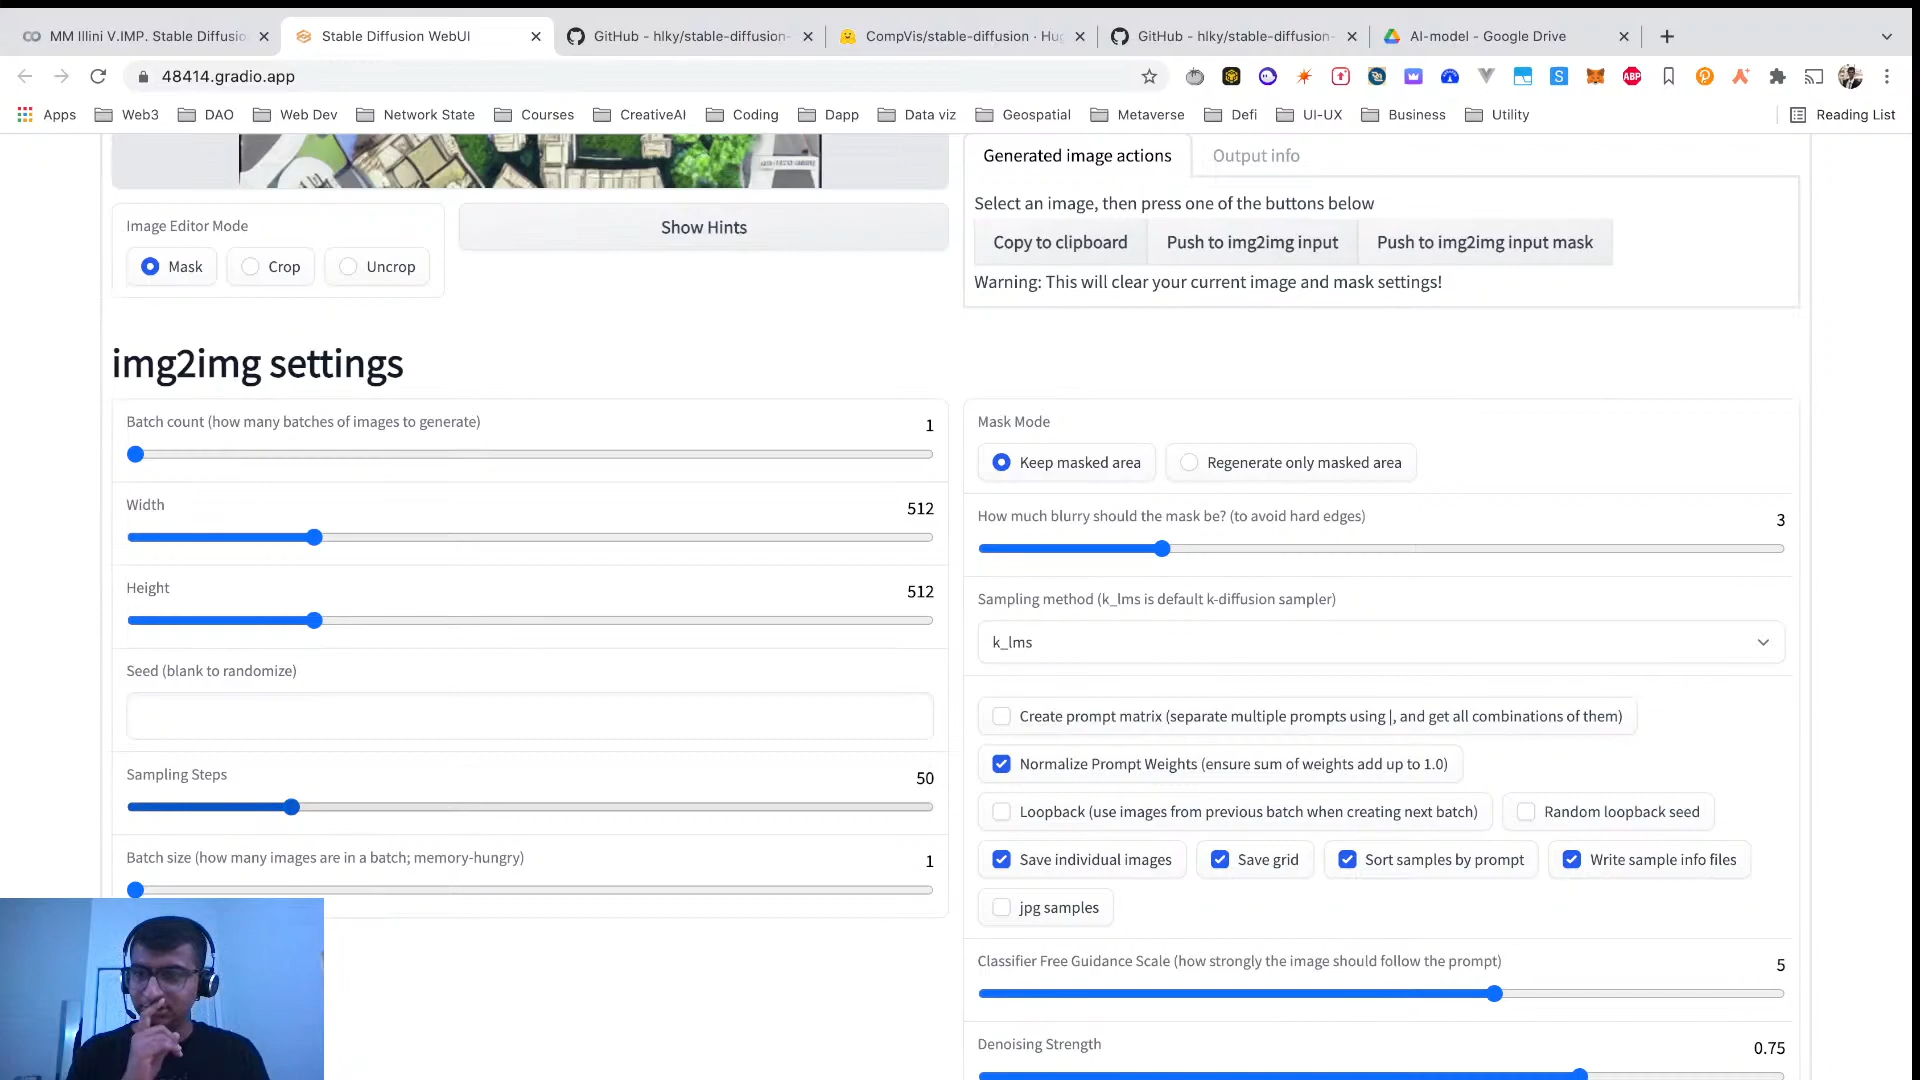 MM Illini V.IMP. Stable Diffusio
Stable Diffusion WebUI
GitHub - hlky/stable-diffusion-
CompVis/stable-diffusion · Hug
GitHub - hlky/stable-diffusion-
AI-model - Google Drive
48414.gradio.app
Apps
Web3
DAO
Web Dev
Network State
Courses
CreativeAI
Coding
Dapp
Data viz
Geospatial
Metaverse
Defi
UI-UX
Business
Utility
Reading List
Generated image actions
Output info
Select an image, then press one of the buttons below
Copy to clipboard
Push to img2img input
Push to img2img input mask
Warning: This will clear your current image and mask settings!
Image Editor Mode
Mask
Crop
Uncrop
Show Hints
img2img settings
Batch count (how many batches of images to generate)
1
Width
512
Height
512
Seed (blank to randomize)
Sampling Steps
50
Batch size (how many images are in a batch; memory-hungry)
1
Mask Mode
Keep masked area
Regenerate only masked area
How much blurry should the mask be? (to avoid hard edges)
3
Sampling method (k_lms is default k-diffusion sampler)
k_lms
Create prompt matrix (separate multiple prompts using |, and get all combinations of them)
Normalize Prompt Weights (ensure sum of weights add up to 1.0)
Loopback (use images from previous batch when creating next batch)
Random loopback seed
Save individual images
Save grid
Sort samples by prompt
Write sample info files
jpg samples
Classifier Free Guidance Scale (how strongly the image should follow the prompt)
5
Denoising Strength
0.75